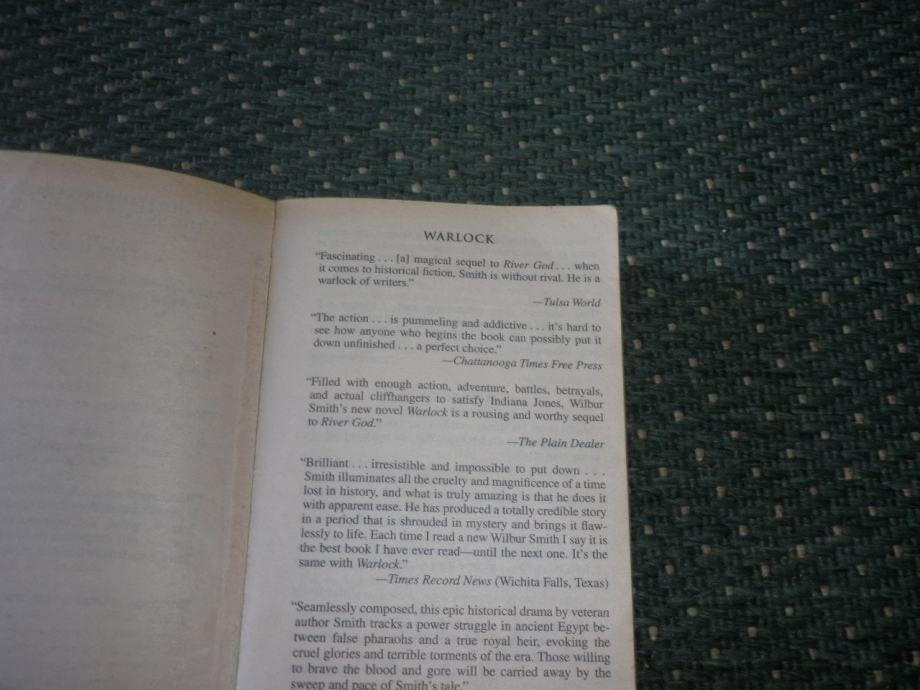 WARLOCK
“Fascinating . . . [a] magical sequel to River God . . . when
it comes to historical fiction, Smith is without rival. He is a
warlock of writers.”
—Tulsa World
“The action . . . is pummeling and addictive . . . it’s hard to
see how anyone who begins the book can possibly put it
down unfinished . . . a perfect choice.”
—Chattanooga Times Free Press
“Filled with enough action, adventure, battles, betrayals,
and actual cliffhangers to satisfy Indiana Jones, Wilbur
Smith’s new novel Warlock is a rousing and worthy sequel
to River God.”
—The Plain Dealer
“Brilliant . . . irresistible and impossible to put down . . .
Smith illuminates all the cruelty and magnificence of a time
lost in history, and what is truly amazing is that he does it
with apparent ease. He has produced a totally credible story
in a period that is shrouded in mystery and brings it flaw-
lessly to life. Each time I read a new Wilbur Smith I say it is
the best book I have ever read—until the next one. It’s the
same with Warlock.”
—Times Record News (Wichita Falls, Texas)
“Seamlessly composed, this epic historical drama by veteran
author Smith tracks a power struggle in ancient Egypt be-
tween false pharaohs and a true royal heir, evoking the
cruel glories and terrible torments of the era. Those willing
to brave the blood and gore will be carried away by the
sweep and pace of Smith’s tale.”